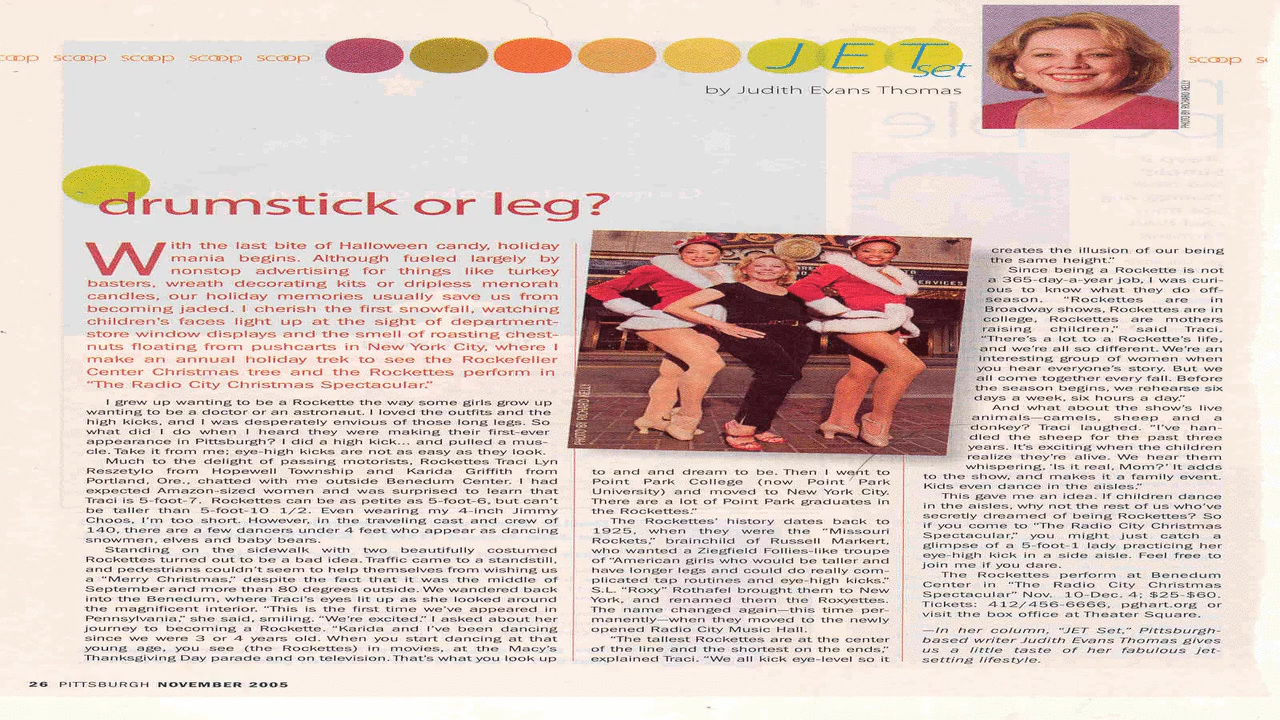 scoop scoop scoop scoop
JET
set
scoop
by Judith Evans Thomas
PHOTO BY RICHARD KELLY
drumstick or leg?
With the last bite of Halloween candy, holiday
mania begins. Although fueled largely by
nonstop advertising for things like turkey
basters, wreath decorating kits or dripless menorah
candles, our holiday memories usually save us from
becoming jaded. I cherish the first snowfall, watching
children's faces light up at the sight of department-
store window displays and the smell of roasting chest-
nuts floating from pushcarts in New York City, where I
make an annual holiday trek to see the Rockefeller
Center Christmas tree and the Rockettes perform in
"The Radio City Christmas Spectacular."
I grew up wanting to be a Rockette the way some girls grow up
wanting to be a doctor or an astronaut. I loved the outfits and the
high kicks, and I was desperately envious of those long legs. So
what did I do when I heard they were making their first-ever
appearance in Pittsburgh? I did a high kick... and pulled a mus-
cle. Take it from me; eye-high kicks are not as easy as they look.
Much to the delight of passing motorists, Rockettes Traci Lyn
Reszetylo from Hopewell Township and Karida Griffith from
Portland, Ore., chatted with me outside Benedum Center. I had
expected Amazon-sized women and was surprised to learn that
Traci is 5-foot-7. Rockettes can be as petite as 5-foot-6, but can't
be taller than 5-foot-10 1/2. Even wearing my 4-inch Jimmy
Choos, I'm too short. However, in the traveling cast and crew of
140, there are a few dancers under 4 feet who appear as dancing
snowmen, elves and baby bears.
Standing on the sidewalk with two beautifully costumed
Rockettes turned out to be a bad idea. Traffic came to a standstill,
and pedestrians couldn't seem to help themselves from wishing us
a "Merry Christmas," despite the fact that it was the middle of
September and more than 80 degrees outside. We wandered back
into the Benedum, where Traci's eyes lit up as she looked around
the magnificent interior. "This is the first time we've appeared in
Pennsylvania," she said, smiling. "We're excited." I asked about her
journey to becoming a Rockette. "Karida and I've been dancing
since we were 3 or 4 years old. When you start dancing at that
young age, you see (the Rockettes) in movies, at the Macy's
Thanksgiving Day parade and on television. That's what you look up
SERVICES
PHOTO BY RICHARD KELLY
to and and dream to be. Then I went to
Point Park College (now Point Park
University) and moved to New York City.
There are a lot of Point Park graduates in
the Rockettes."
The Rockettes' history dates back to
1925, when they were the "Missouri
Rockets," brainchild of Russell Markert,
who wanted a Ziegfield Follies-like troupe
of "American girls who would be taller and
have longer legs and could do really com-
plicated tap routines and eye-high kicks."
S.L. "Roxy" Rothafel brought them to New
York, and renamed them the Roxyettes.
The name changed again—this time per-
manently—when they moved to the newly
opened Radio City Music Hall.
"The tallest Rockettes are at the center
of the line and the shortest on the ends,"
explained Traci. "We all kick eye-level so it
creates the illusion of our being
the same height."
Since being a Rockette is not
a 365-day-a-year job, I was curi-
ous to know what they do off-
season. "Rockettes are in
Broadway shows, Rockettes are in
college, Rockettes are mothers
raising children," said Traci.
"There's a lot to a Rockette's life,
and we're all so different. We're an
interesting group of women when
you hear everyone's story. But we
all come together every fall. Before
the season begins, we rehearse six
days a week, six hours a day."
And what about the show's live
animals—camels, sheep and a
donkey? Traci laughed. "I've han-
dled the sheep for the past three
years. It's exciting when the children
realize they're alive. We hear them
whispering, 'Is it real, Mom?' It adds
to the show, and makes it a family event.
Kids even dance in the aisles."
This gave me an idea. If children dance
in the aisles, why not the rest of us who've
secretly dreamed of being Rockettes? So
if you come to "The Radio City Christmas
Spectacular," you might just catch a
glimpse of a 5-foot-1 lady practicing her
eye-high kick in a side aisle. Feel free to
join me if you dare.
The Rockettes perform at Benedum
Center in "The Radio City Christmas
Spectacular" Nov. 10-Dec. 4; $25-$60.
Tickets: 412/456-6666, pghart.org or
visit the box office at Theater Square.
—In her column, "JET Set," Pittsburgh-
based writer Judith Evans Thomas gives
us a little taste of her fabulous jet-
setting lifestyle.
26 PITTSBURGH NOVEMBER 2005